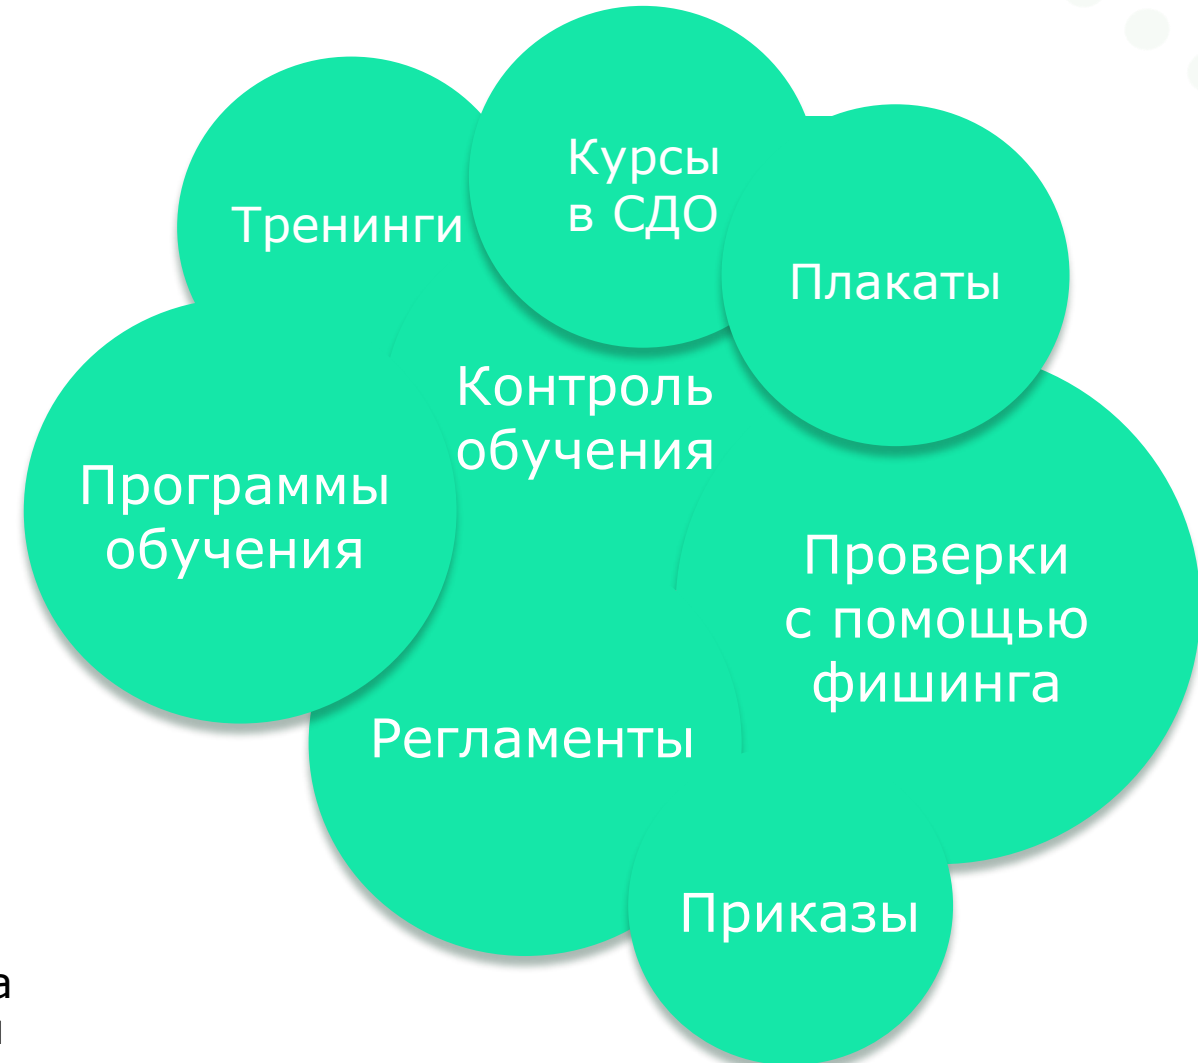 Курсы
в СДО
Тренинги
Плакаты
Контроль
обучения
Программы
обучения
Проверки
с помощью
фишинга
Регламенты
Приказы